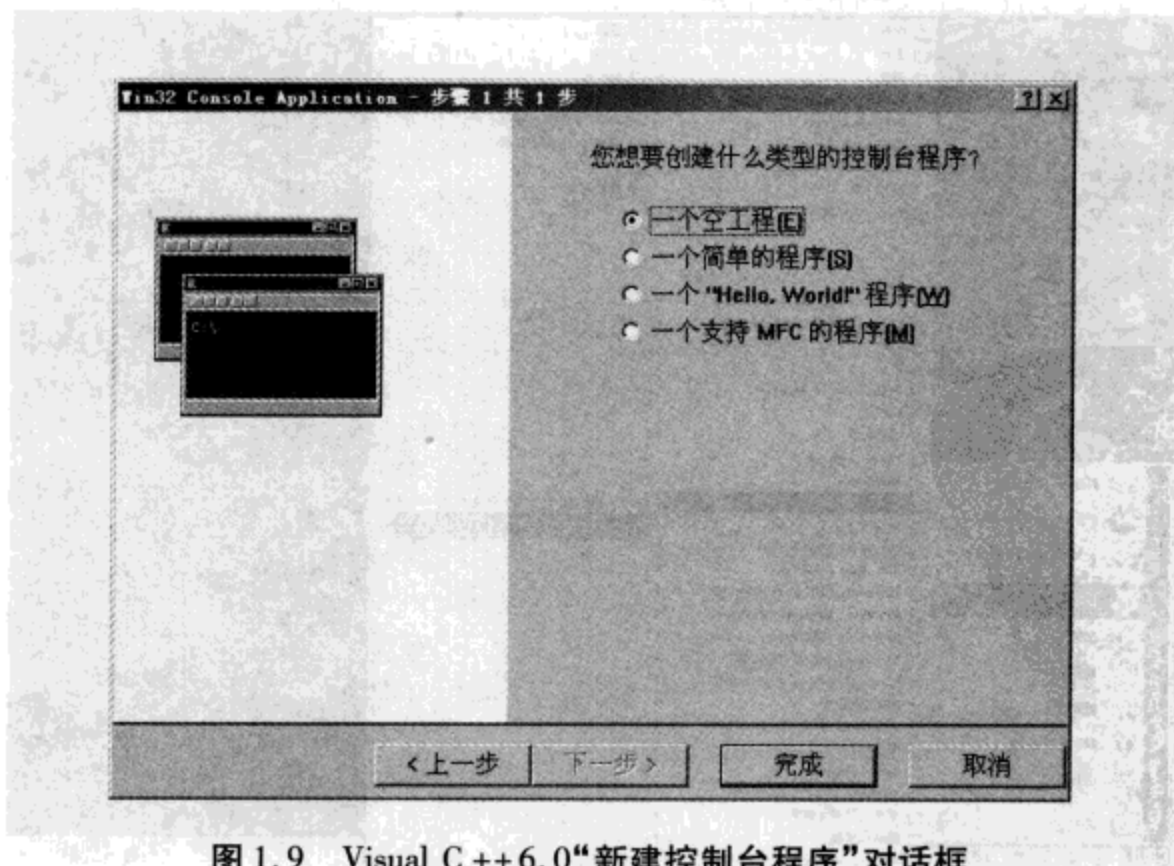 Win32 Console Application - 步骤 1 共 1 步
您想要创建什么类型的控制台程序?
一个空工程(E)
一个简单的程序(S)
一个 "Hello, World!" 程序(W)
一个支持 MFC 的程序(M)
C:\
<上一步 下一步> 完成 取消
图 1.9 Visual C++6.0“新建控制台程序”对话框